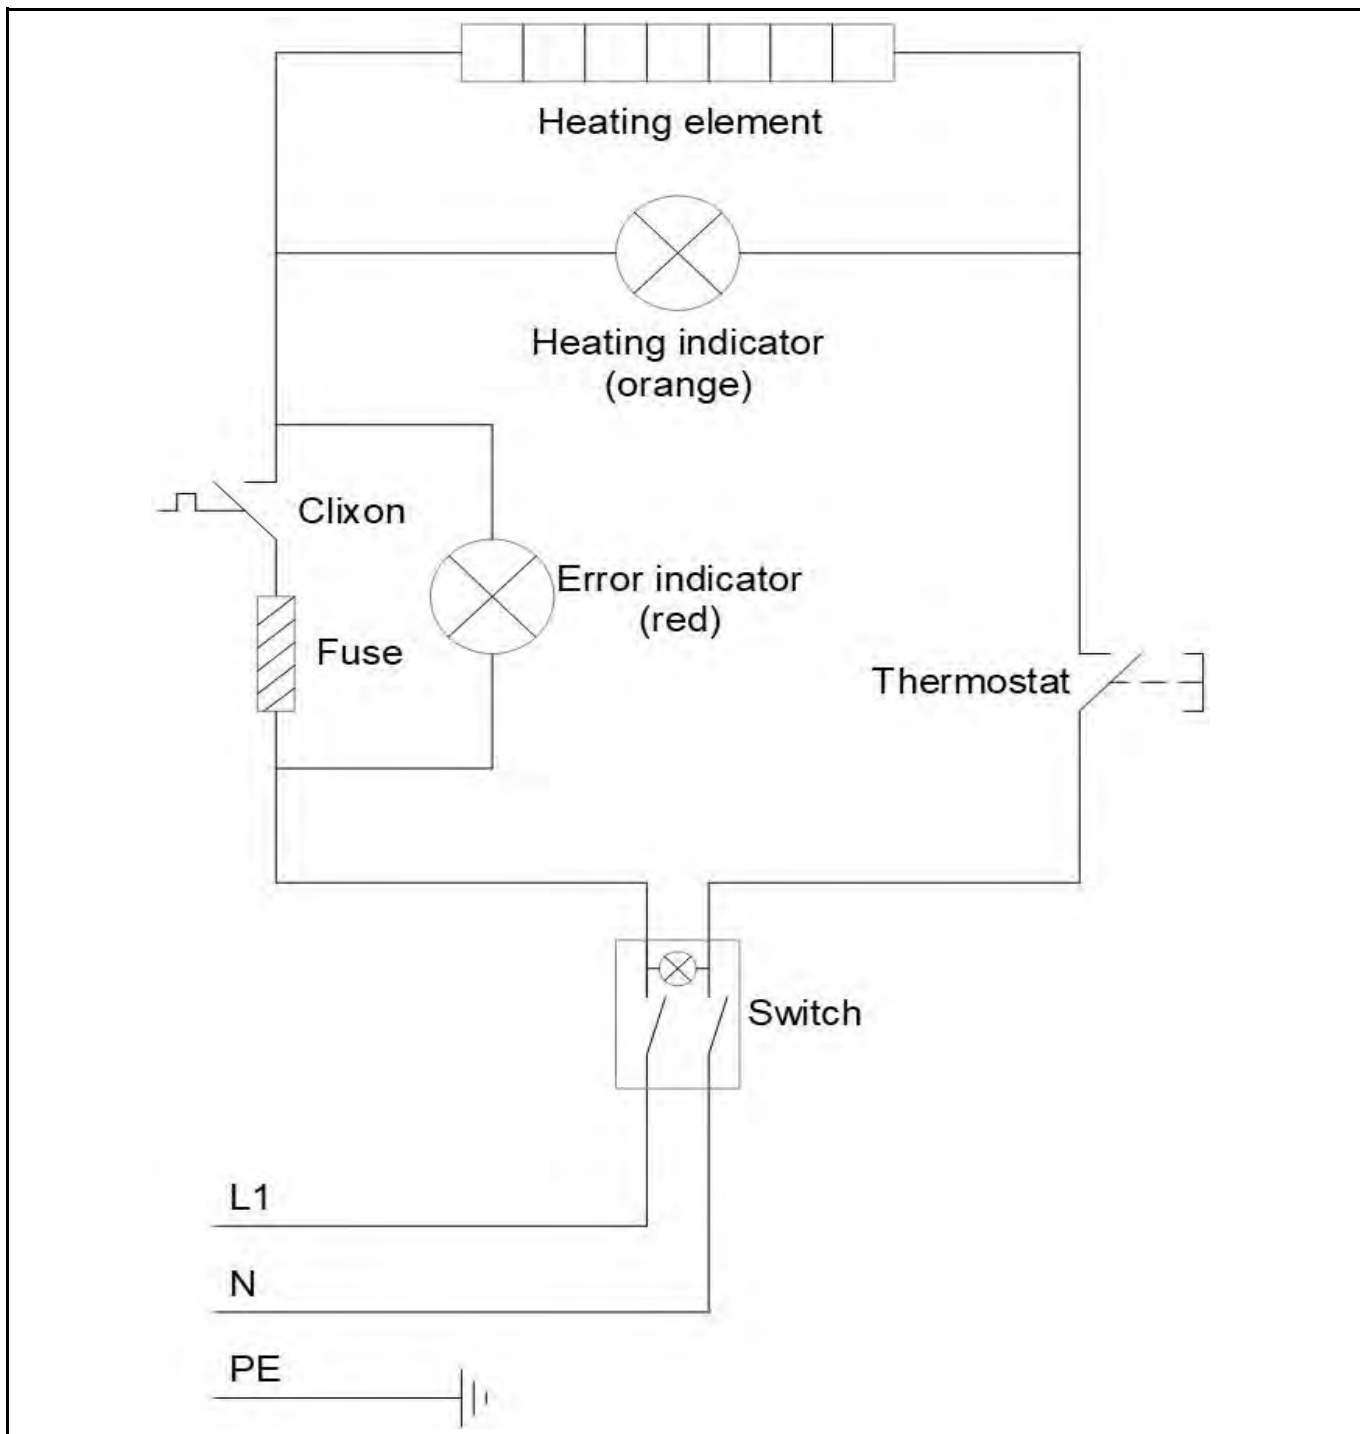 Heating element
Heating indicator
(orange)
Clixon
Error indicator
(red)
Fuse
Thermostat
Switch
L1
N
PE